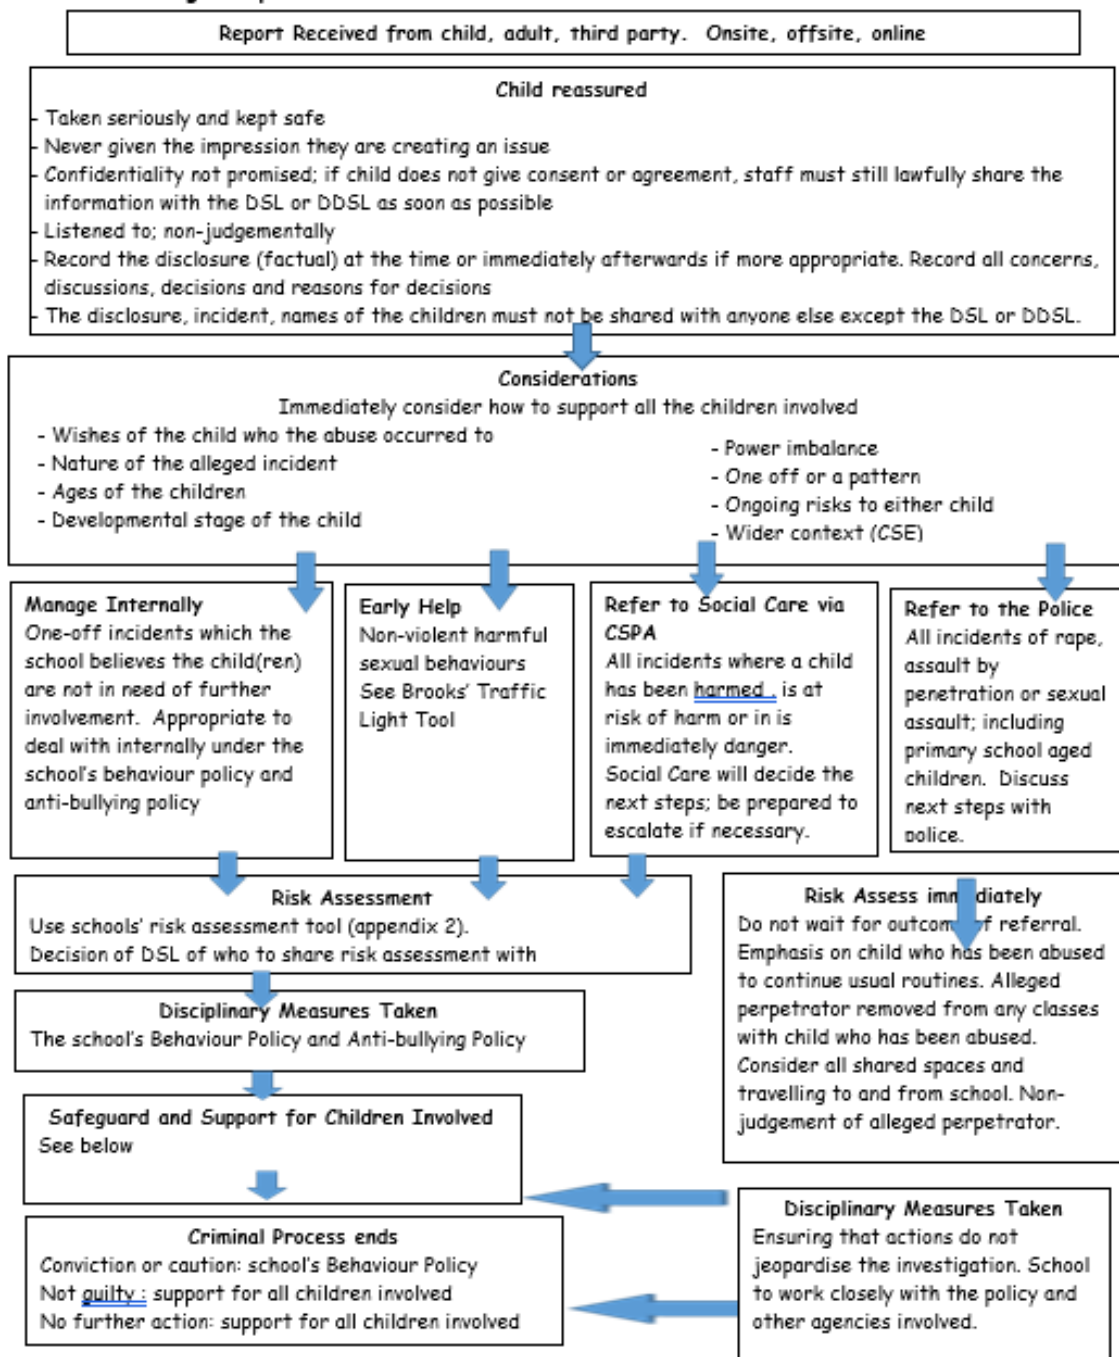 Report Received from child, adult, third party. Onsite, offsite, online
Child reassured
- Taken seriously and kept safe
- Never given the impression they are creating an issue
- Confidentiality not promised; if child does not give consent or agreement, staff must still lawfully share the
information with the DSL or DDSL as soon as possible
- Listened to; non-judgementally
- Record the disclosure (factual) at the time or immediately afterwards if more appropriate. Record all concerns,
discussions, decisions and reasons for decisions
- The disclosure, incident, names of the children must not be shared with anyone else except the DSL or DDSL.
Considerations
Immediately consider how to support all the children involved
- Wishes of the child who the abuse occurred to
- Nature of the alleged incident
- Ages of the children
- Developmental stage of the child
- Power imbalance
- One off or a pattern
- Ongoing risks to either child
- Wider context (CSE)
Manage Internally
One-off incidents which the
school believes the child(ren)
are not in need of further
involvement. Appropriate to
deal with internally under the
school's behaviour policy and
anti-bullying policy
Early Help
Non-violent harmful
sexual behaviours
See Brooks' Traffic
Light Tool
Refer to Social Care via
CSPA
All incidents where a child
has been harmed , is at
risk of harm or in is
immediately danger.
Social Care will decide the
next steps; be prepared to
escalate if necessary.
Refer to the Police
All incidents of rape,
assault by
penetration or sexual
assault; including
primary school aged
children. Discuss
next steps with
police.
Risk Assessment
Use schools' risk assessment tool (appendix 2).
Decision of DSL of who to share risk assessment with
Risk Assess immediately
Do not wait for outcome of referral.
Emphasis on child who has been abused
to continue usual routines. Alleged
perpetrator removed from any classes
with child who has been abused.
Consider all shared spaces and
travelling to and from school. Non-
judgement of alleged perpetrator.
Disciplinary Measures Taken
The school's Behaviour Policy and Anti-bullying Policy
Safeguard and Support for Children Involved
See below
Disciplinary Measures Taken
Ensuring that actions do not
jeopardise the investigation. School
to work closely with the policy and
other agencies involved.
Criminal Process ends
Conviction or caution: school's Behaviour Policy
Not guilty : support for all children involved
No further action: support for all children involved